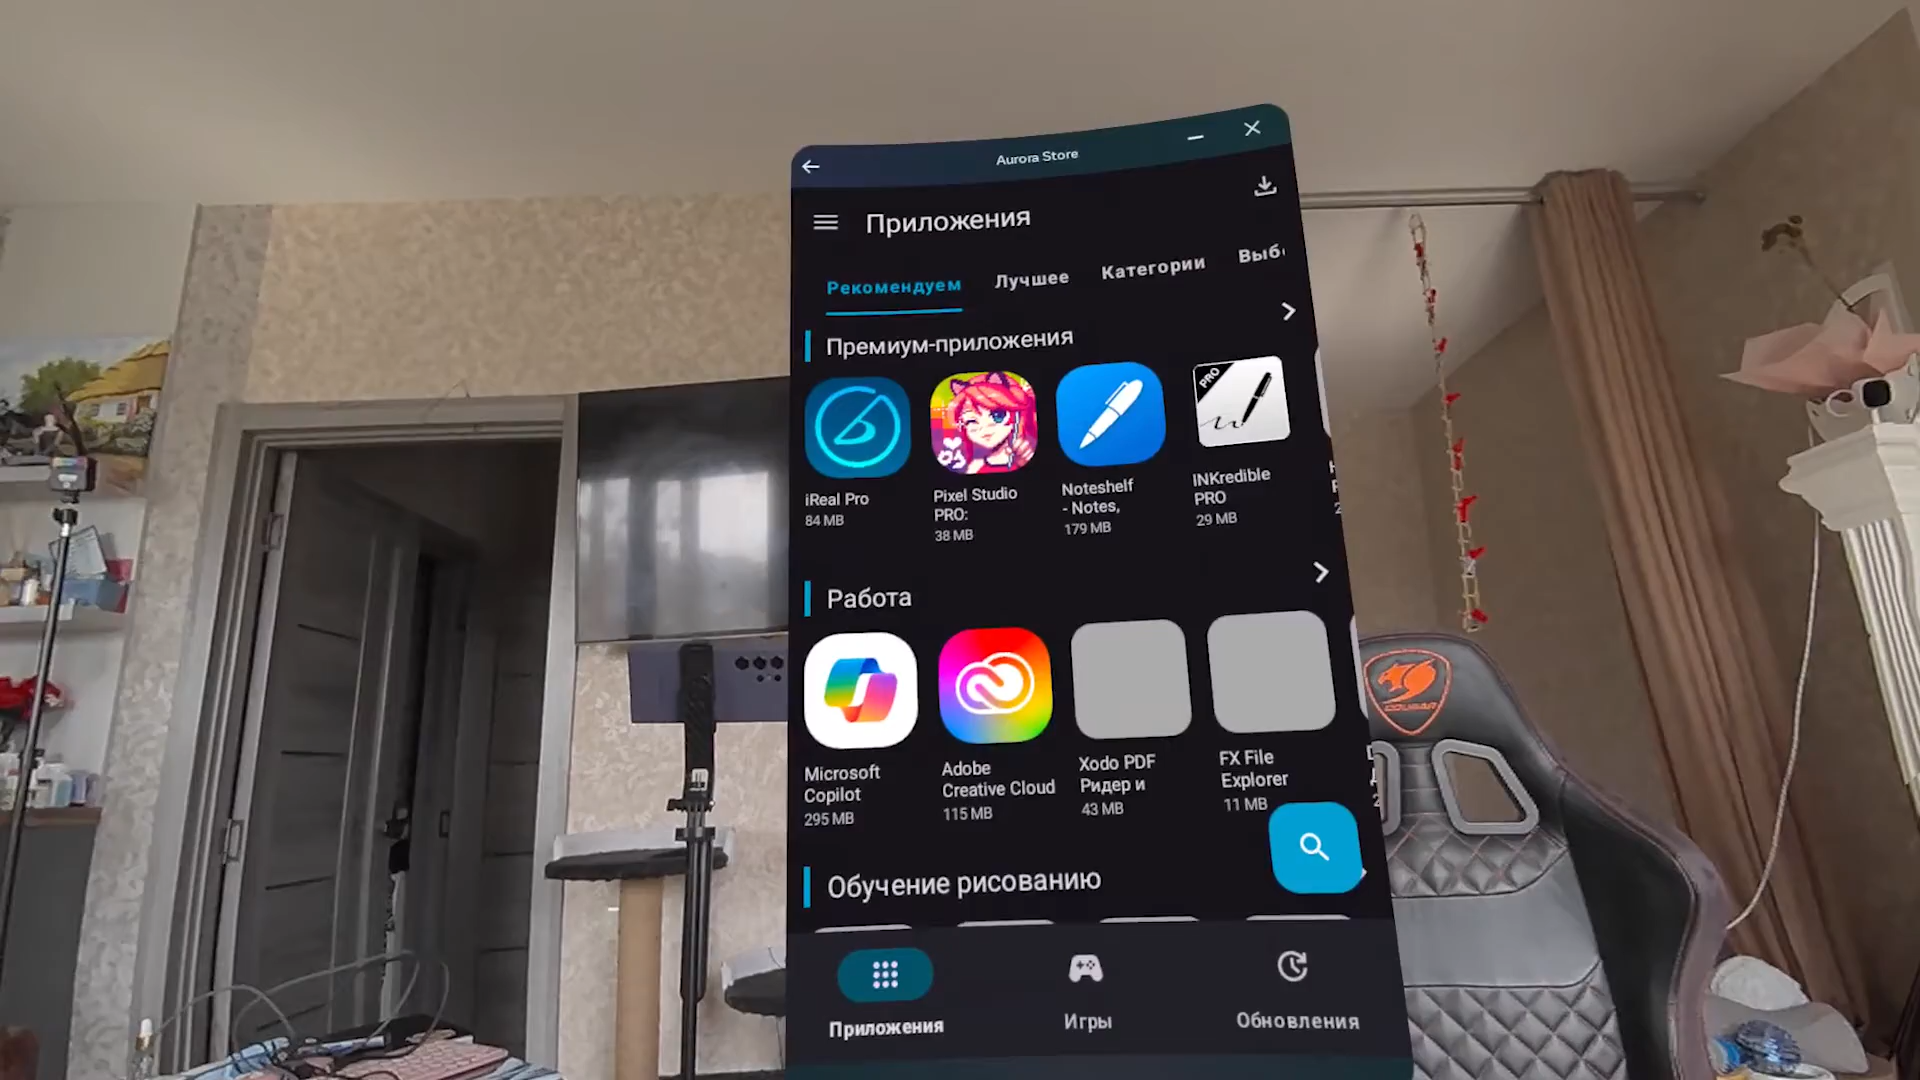 Aurora Store
Приложения
Рекомендуем
Лучшее
Категории
Премиум-приложения
PRO
iReal Pro
84 MB
Pixel Studio
PRO:
38 MB
Noteshelf
- Notes,
179 MB
INKredible
PRO
29 MB
Работа
Microsoft
Copilot
295 MB
Adobe
Creative Cloud
115 MB
Xodo PDF
Ридер и
43 MB
FX File
Explorer
11 MB
Обучение рисованию
Приложения
Игры
Обновления
COUGAR